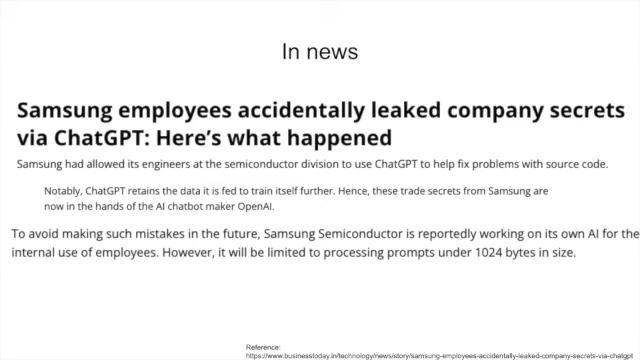 In news
Samsung employees accidentally leaked company secrets
via ChatGPT: Here's what happened
Samsung had allowed its engineers at the semiconductor division to use ChatGPT to help fix problems with source code.
Notably, ChatGPT retains the data it is fed to train itself further. Hence, these trade secrets from Samsung are
now in the hands of the AI chatbot maker OpenAI.
To avoid making such mistakes in the future, Samsung Semiconductor is reportedly working on its own AI for the
internal use of employees. However, it will be limited to processing prompts under 1024 bytes in size.
Reference:
https://www.businesstoday.in/technology/news/story/samsung-employees-accidentally-leaked-company-secrets-via-chatgpt